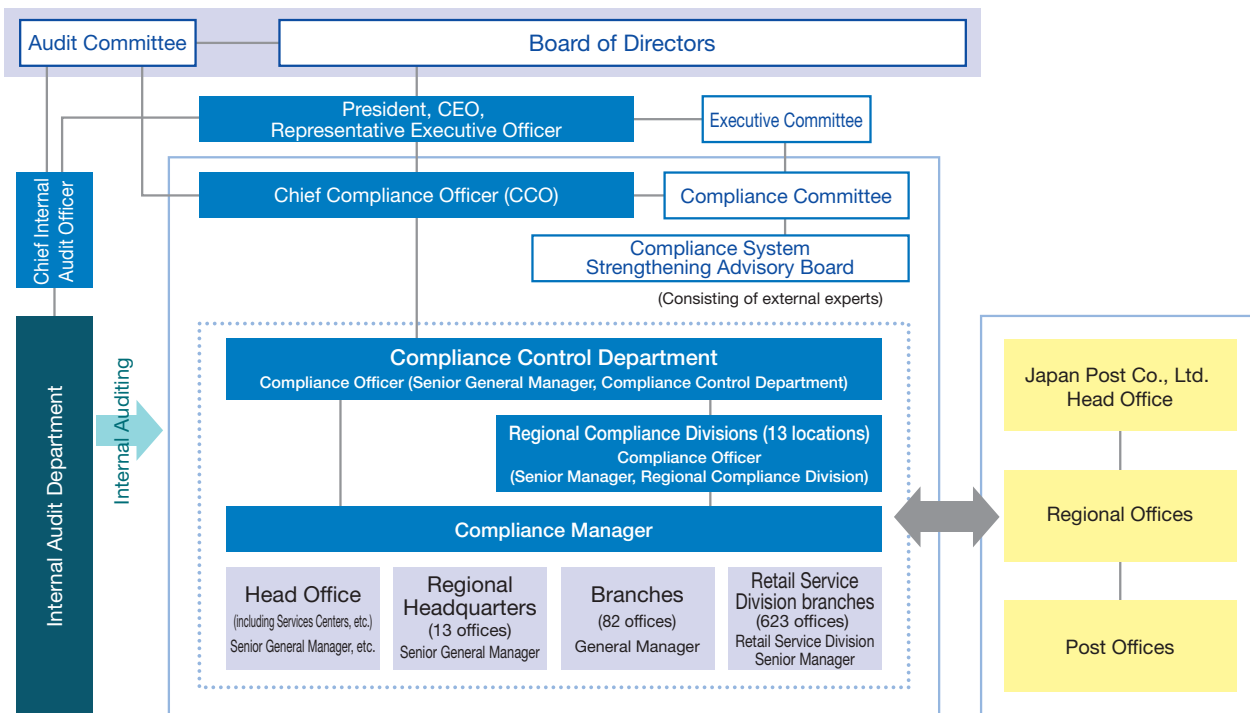 Audit Committee
Board of Directors
President, CEO,
Representative Executive Officer
Executive Committee
Chief Internal
Audit Officer
Chief Compliance Officer (CCO)
Compliance Committee
Compliance System
Strengthening Advisory Board
(Consisting of external experts)
Internal Audit Department
Internal Auditing
Compliance Control Department
Compliance Officer (Senior General Manager, Compliance Control Department)
Regional Compliance Divisions (13 locations)
Compliance Officer
(Senior Manager, Regional Compliance Division)
Compliance Manager
Head Office
(including Services Centers, etc.)
Senior General Manager, etc.
Regional
Headquarters
(13 offices)
Senior General Manager
Branches
(82 offices)
General Manager
Retail Service
Division branches
(623 offices)
Retail Service Division
Senior Manager
Japan Post Co., Ltd.
Head Office
Regional Offices
Post Offices